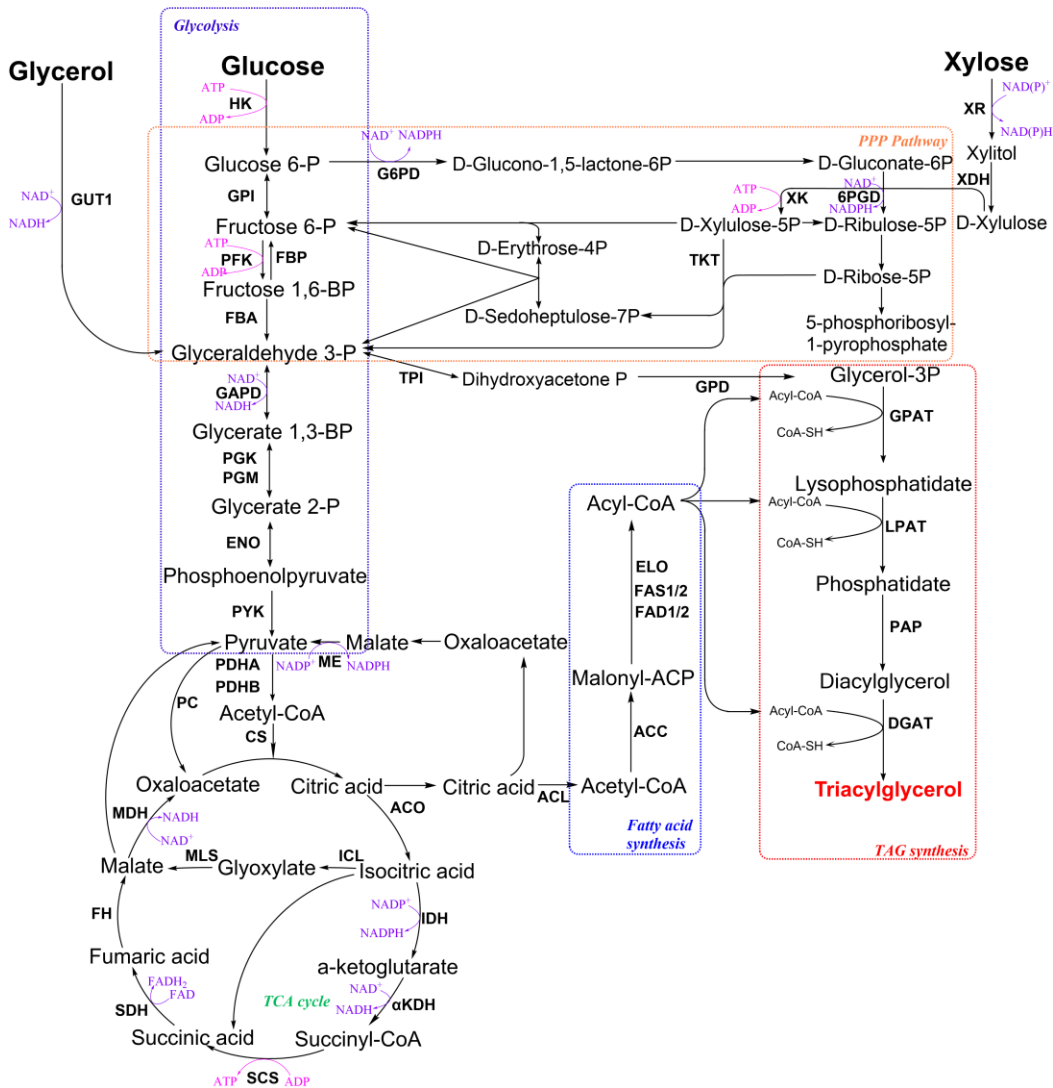 Glycolysis
Glycerol
Glucose
Xylose
ATP
HK
ADP
NAD(P)⁺
XR
NAD(P)H
NAD⁺
NADPH
PPP Pathway
Glucose 6-P
G6PD
D-Glucono-1,5-lactone-6P
D-Gluconate-6P
Xylitol
XDH
NAD⁺
GUT1
NADH
GPI
ATP
XK
ADP
NAD⁺
6PGD
NADPH
Fructose 6-P
D-Xylulose-5P
D-Ribulose-5P
D-Xylulose
ATP
PFK
ADP
FBP
D-Erythrose-4P
TKT
Fructose 1,6-BP
D-Ribose-5P
FBA
D-Sedoheptulose-7P
5-phosphoribosyl-
1-pyrophosphate
Glyceraldehyde 3-P
TPI
Dihydroxyacetone P
GPD
Glycerol-3P
NAD⁺
GAPD
NADH
Acyl-CoA
GPAT
CoA-SH
Glycerate 1,3-BP
PGK
PGM
Glycerate 2-P
Acyl-CoA
Lysophosphatidate
Acyl-CoA
LPAT
CoA-SH
ENO
ELO
FAS1/2
FAD1/2
Phosphoenolpyruvate
Phosphatidate
PYK
PAP
Pyruvate
Malate
Oxaloacetate
NADP⁺
ME
NADPH
PDHA
PDHB
Malonyl-ACP
Diacylglycerol
PC
Acetyl-CoA
Acyl-CoA
DGAT
CoA-SH
CS
ACC
Oxaloacetate
Citric acid
ACO
Citric acid
ACL
Acetyl-CoA
Triacylglycerol
MDH
NADH
NAD⁺
Fatty acid
synthesis
TAG synthesis
Malate
MLS
Glyoxylate
ICL
Isocitric acid
FH
NADP⁺
IDH
NADPH
Fumaric acid
a-ketoglutarate
FADH₂
FAD
SDH
TCA cycle
NAD⁺
NADH
αKDH
Succinic acid
Succinyl-CoA
ATP
SCS
ADP